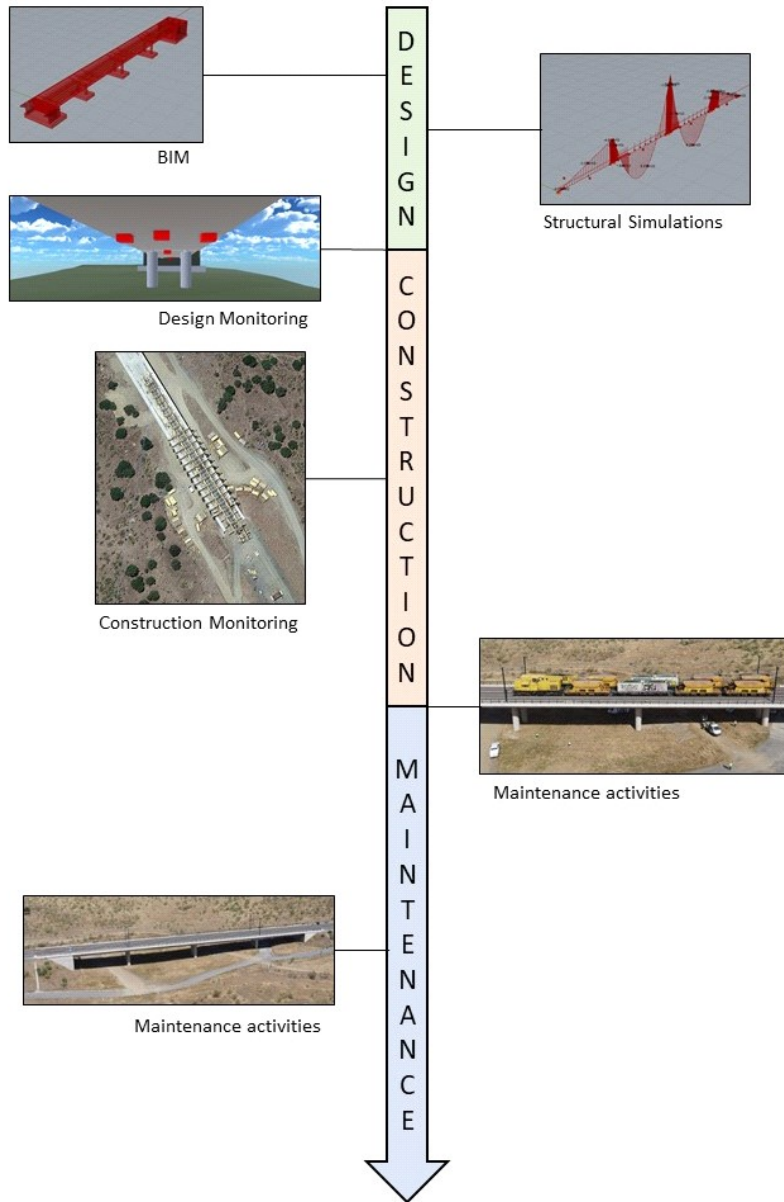 DESIGN
BIM
Structural Simulations
Design Monitoring
CONSTRUCTION
Construction Monitoring
Maintenance activities
MAINTENANCE
Maintenance activities